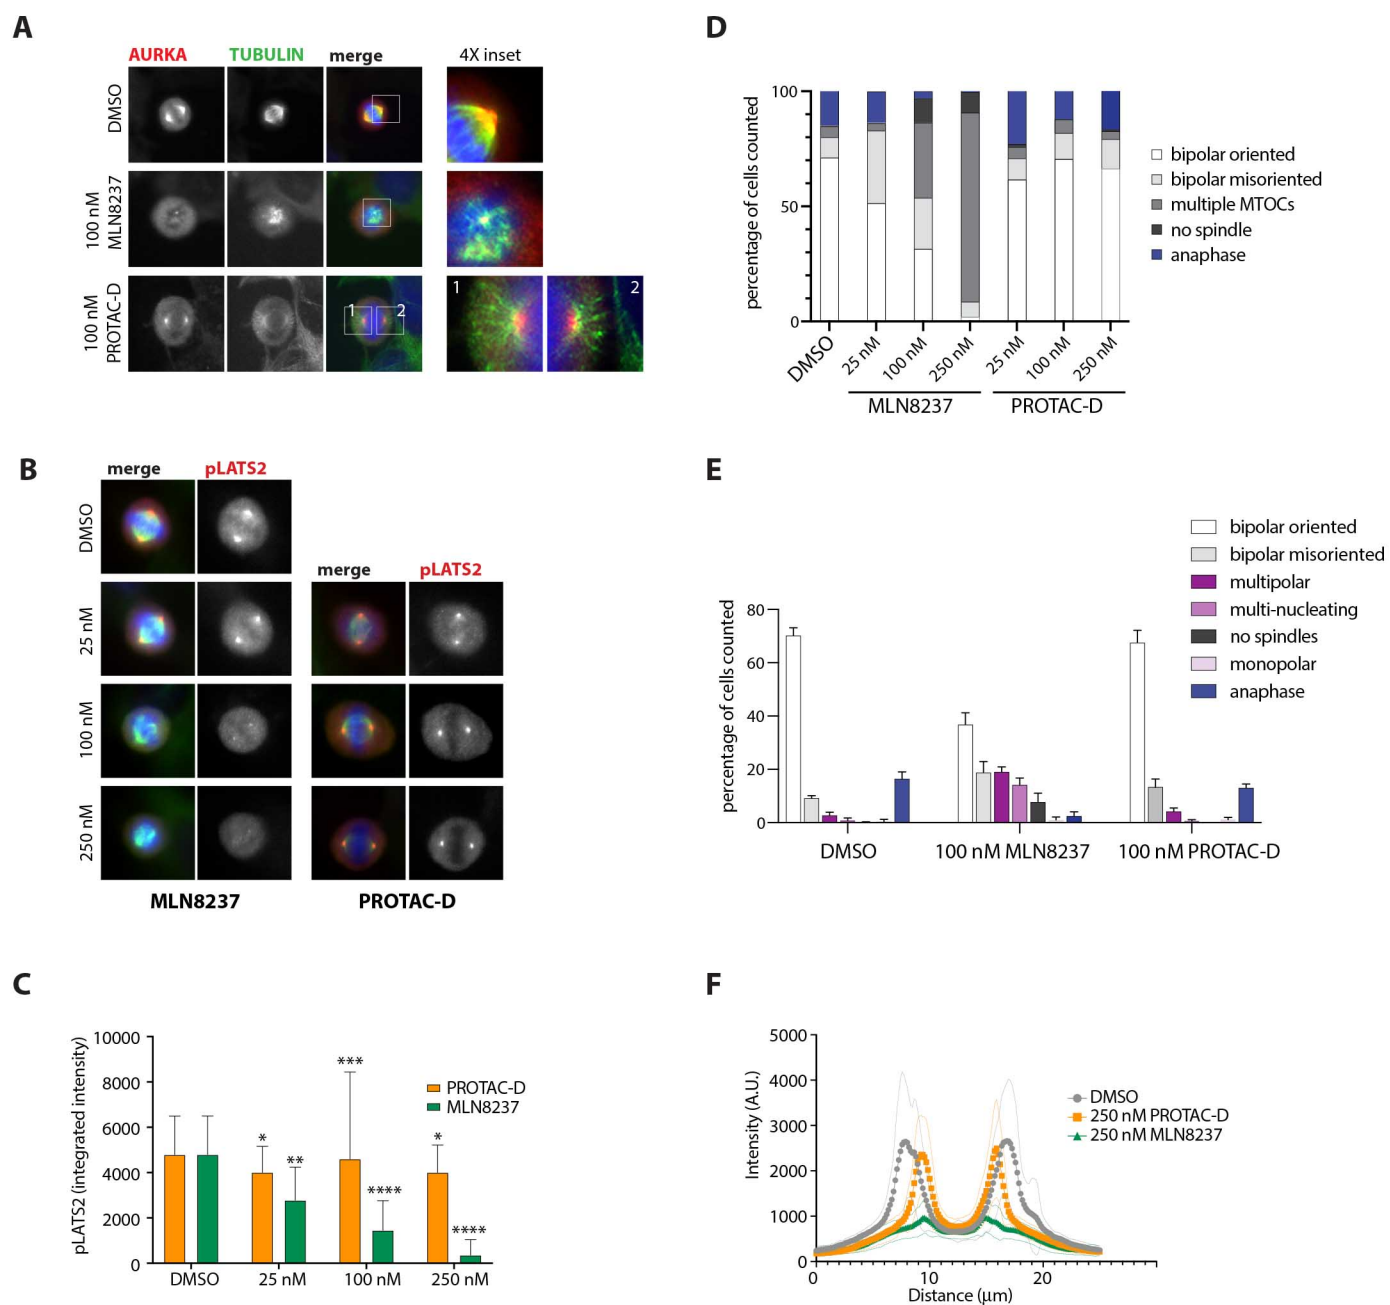 A
AURKA TUBULIN merge 4X inset
DMSO
100 nM
MLN8237
100 nM
PROTAC-D
1 2
1 2
B
merge pLATS2
DMSO
merge pLATS2
25 nM
100 nM
250 nM
MLN8237 PROTAC-D
C
pLATS2 (integrated intensity)
10000
8000
6000
4000
2000
0
* ** *** **** * ****
PROTAC-D
MLN8237
DMSO 25 nM 100 nM 250 nM
D
percentage of cells counted
100
50
0
bipolar oriented
bipolar misoriented
multiple MTOCs
no spindle
anaphase
DMSO 25 nM 100 nM 250 nM 25 nM 100 nM 250 nM
MLN8237 PROTAC-D
E
bipolar oriented
bipolar misoriented
multipolar
multi-nucleating
no spindles
monopolar
anaphase
percentage of cells counted
80
60
40
20
0
DMSO 100 nM MLN8237 100 nM PROTAC-D
F
Intensity (A.U.)
5000
4000
3000
2000
1000
0
DMSO
250 nM PROTAC-D
250 nM MLN8237
0 10 20
Distance (μm)